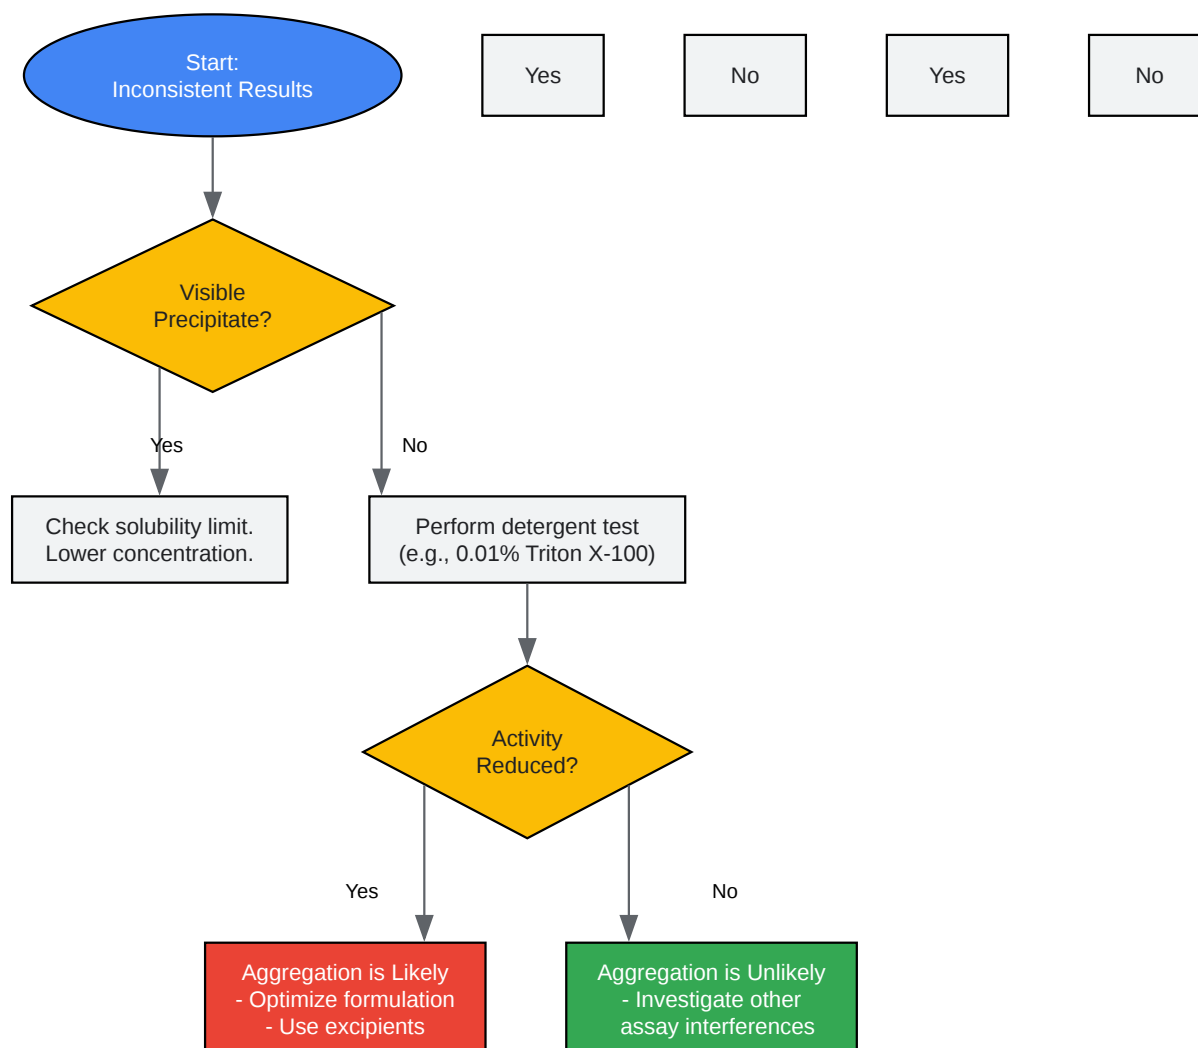 Start:
Inconsistent Results
Yes
No
Yes
No
Visible
Precipitate?
Yes
No
Check solubility limit.
Lower concentration.
Perform detergent test
(e.g., 0.01% Triton X-100)
Activity
Reduced?
Yes
No
Aggregation is Likely
- Optimize formulation
- Use excipients
Aggregation is Unlikely
- Investigate other
assay interferences